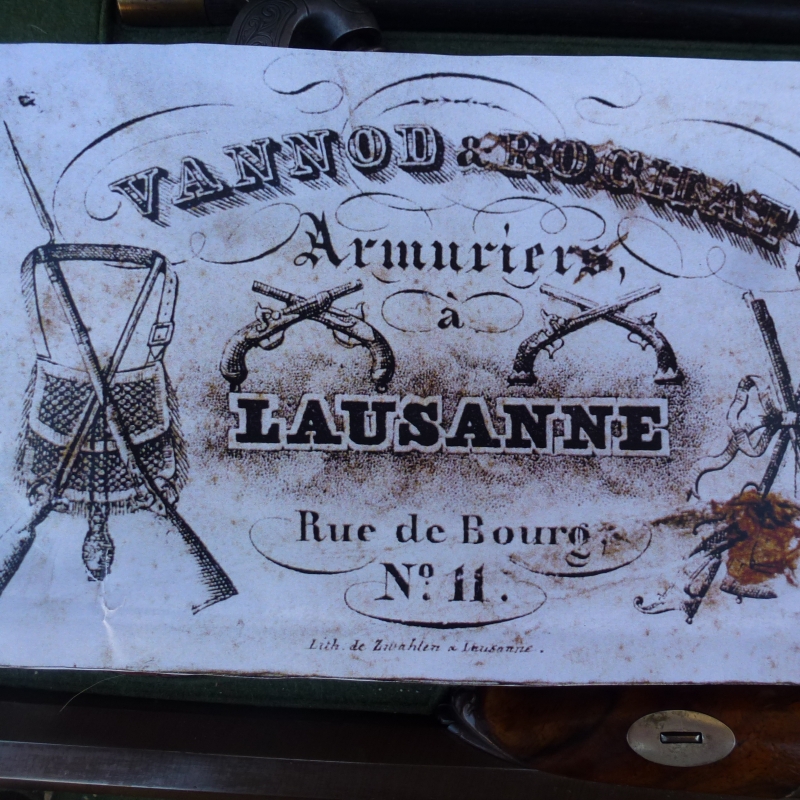 VANNOD & ROCHAT
Armuriers,
à
LAUSANNE
Rue de Bourg,
Nº 11.
Lith. de Zwahlen a Lausanne.